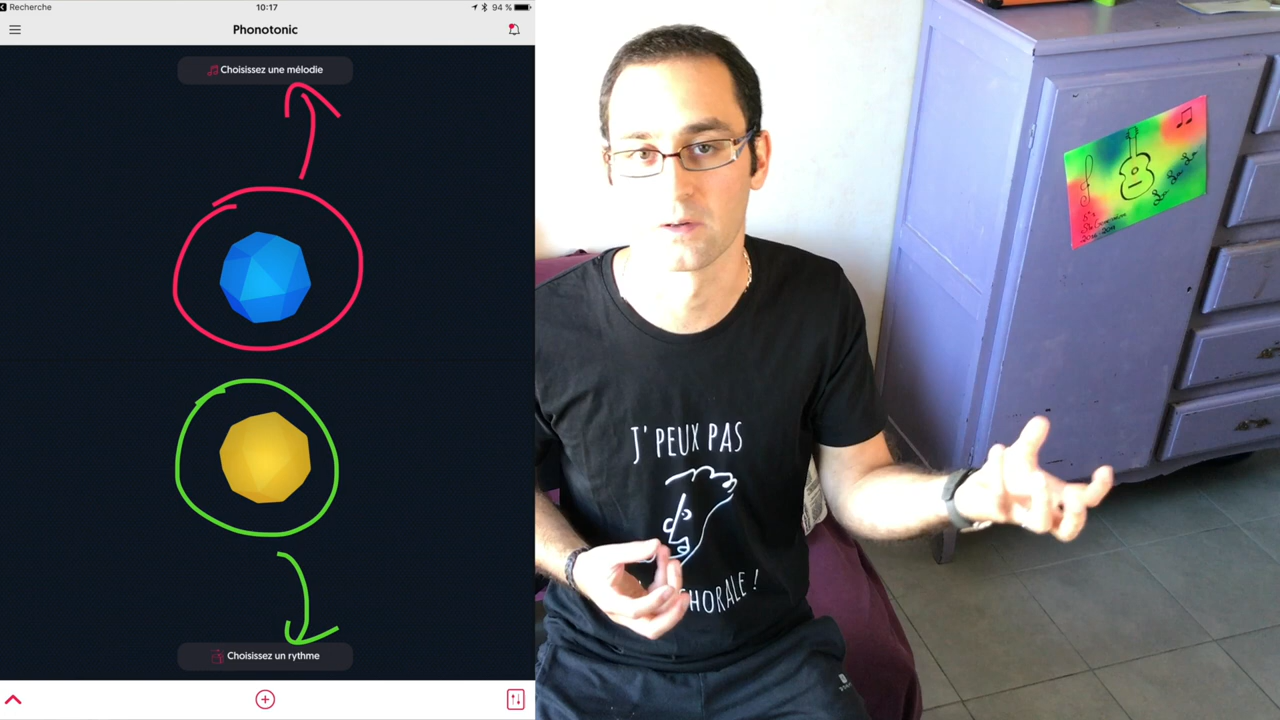 Recherche
10:17
94 %
Phonotonic
Choisissez une mélodie
Choisissez un rythme
J' PEUX PAS
CHORALE !